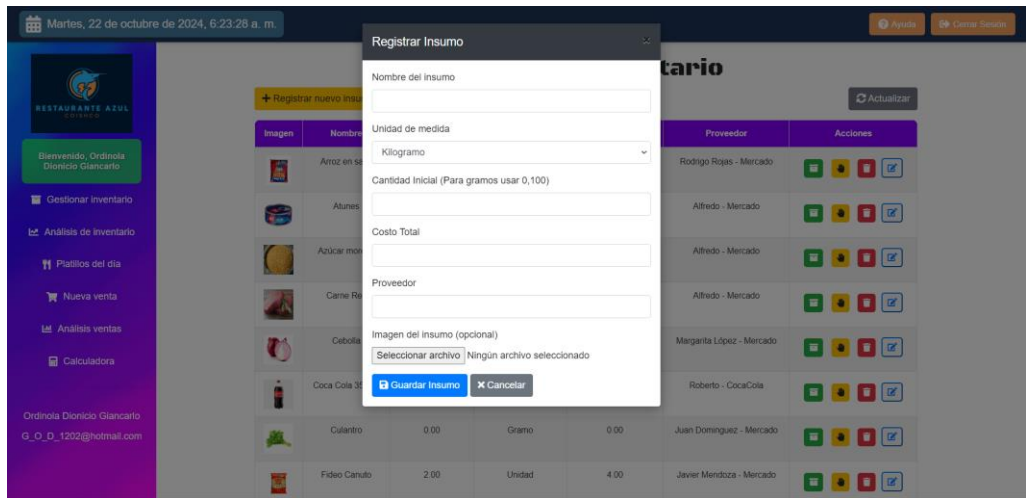 Martes, 22 de octubre de 2024, 6:23:28 a. m.
Ayuda
Cerrar Sesión
RESTAURANTE AZUL
Bienvenido, Ordinola
Dionicio Giancarlo
Gestionar inventario
Análisis de inventario
Platillos del día
Nueva venta
Análisis ventas
Calculadora
Ordinola Dionicio Giancarlo
G_O_D_1202@hotmail.com
tario
+ Registrar nuevo insu
Actualizar
Imagen Nombre Proveedor Acciones
Arroz en sa Rodrigo Rojas - Mercado
Atunes Alfredo - Mercado
Azúcar more Alfredo - Mercado
Carne Re Alfredo - Mercado
Cebolla Margarita López - Mercado
Coca Cola 35 Roberto - CocaCola
Culantro 0.00 Gramo 0.00 Juan Dominguez - Mercado
Fideo Canuto 2.00 Unidad 4.00 Javier Mendoza - Mercado
Registrar Insumo ×
Nombre del insumo
Unidad de medida
Kilogramo
Cantidad Inicial (Para gramos usar 0,100)
Costo Total
Proveedor
Imagen del insumo (opcional)
Seleccionar archivo Ningún archivo seleccionado
Guardar Insumo
Cancelar